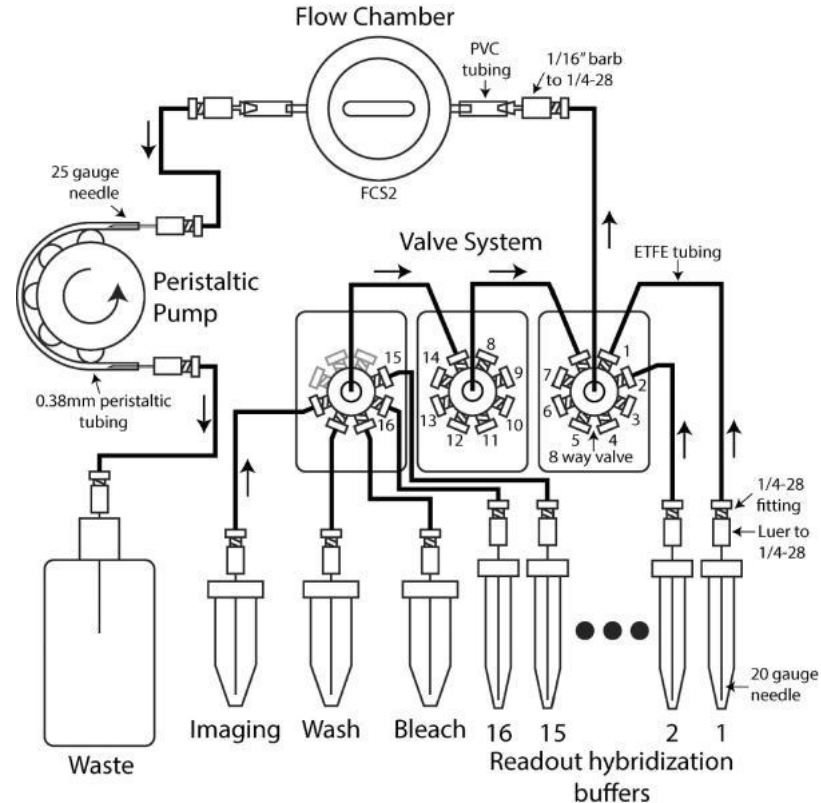 Flow Chamber
PVC
tubing
1/16” barb
to 1/4-28
FCS2
25 gauge
needle
Peristaltic
Pump
0.38mm peristaltic
tubing
Valve System
ETFE tubing
15
16
14
8
9
10
11
12
13
1
2
3
4
5
6
7
8 way valve
1/4-28
fitting
Luer to
1/4-28
20 gauge
needle
Waste
Imaging
Wash
Bleach
16
15
2
1
Readout hybridization
buffers